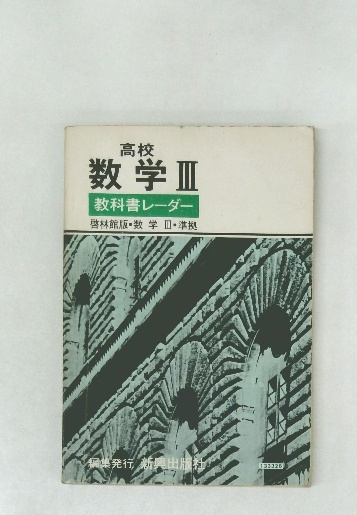 高校
数学Ⅲ
教科書レーダー
啓林館版・数学Ⅲ・準拠
編集発行 新興出版社